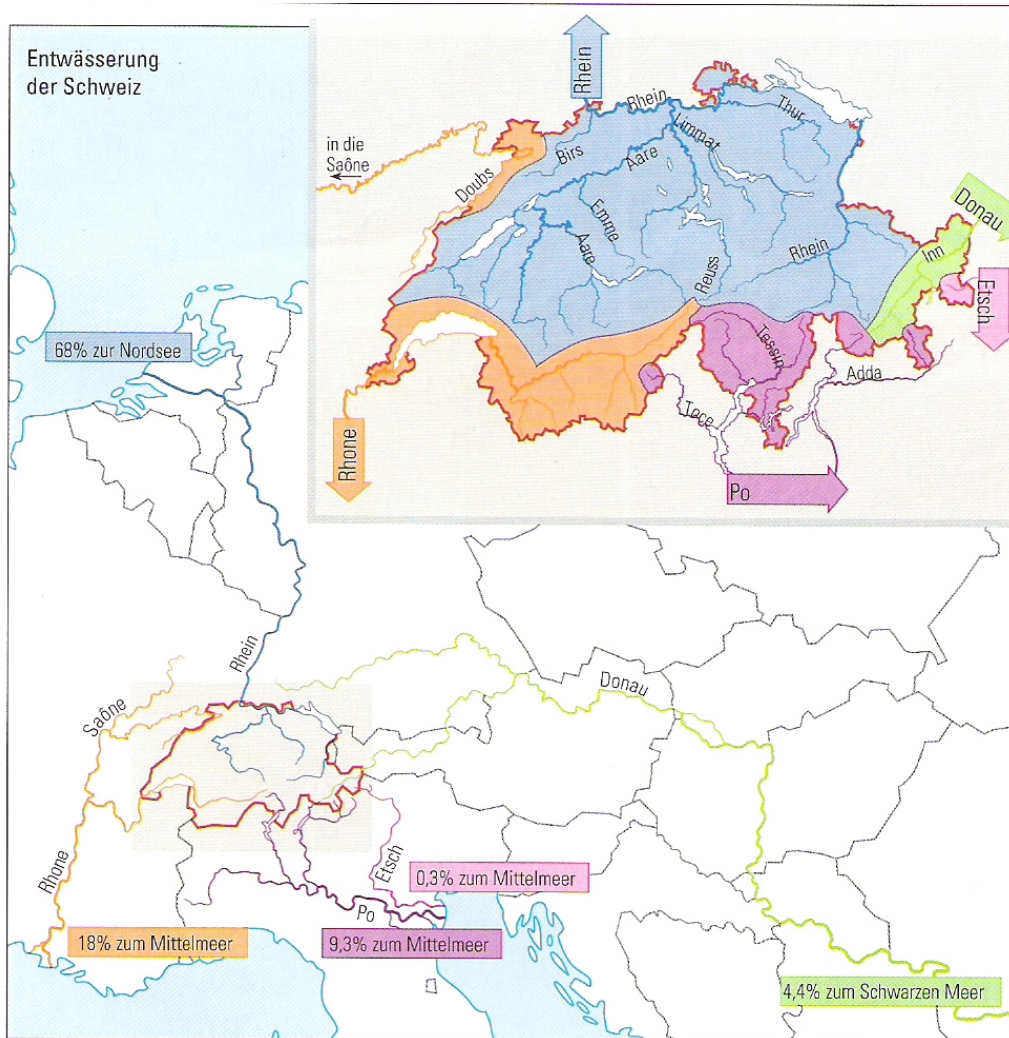 Entwässerung
der Schweiz
Rhein
Rhein
Thur
Limmat
in die
Saône
Birs
Aare
Doubs
Donau
Emme
Inn
Aare
Rhein
Reuss
Etsch
Tessin
68% zur Nordsee
Adda
Toce
Rhone
Po
Rhein
Donau
Saône
Etsch
0,3% zum Mittelmeer
Rhone
Po
18% zum Mittelmeer
9,3% zum Mittelmeer
4,4% zum Schwarzen Meer